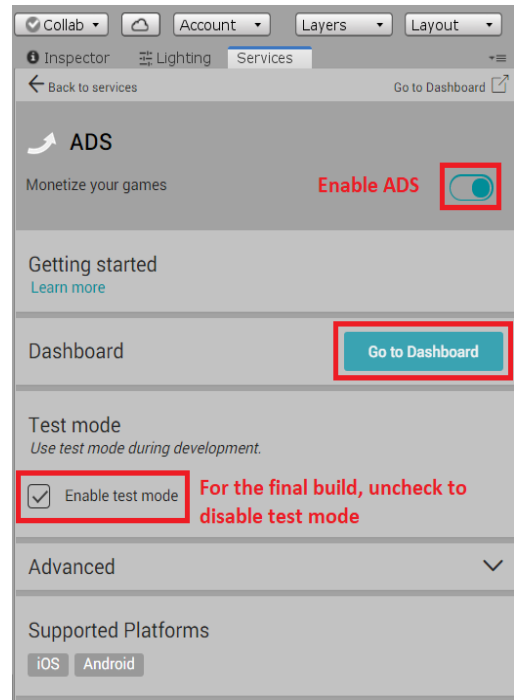 Collab Account Layers Layout
Inspector Lighting Services
Back to services Go to Dashboard
ADS
Monetize your games Enable ADS
Getting started
Learn more
Dashboard Go to Dashboard
Test mode
Use test mode during development.
Enable test mode For the final build, uncheck to
disable test mode
Advanced
Supported Platforms
iOS Android